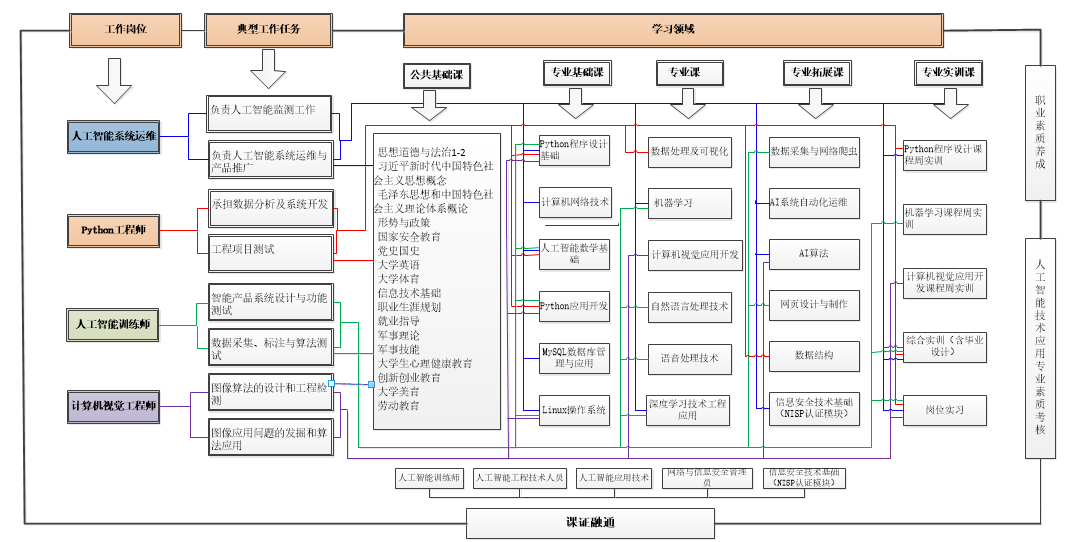 工作岗位
典型工作任务
学习领域
公共基础课
专业基础课
专业课
专业拓展课
专业实训课
人工智能系统运维
Python工程师
人工智能训练师
计算机视觉工程师
负责人工智能监测工作
负责人工智能系统运维与
产品推广
承担数据分析及系统开发
工程项目测试
智能产品系统设计与功能
测试
数据采集、标注与算法测
试
图像算法的设计和工程检
测
图像应用问题的发掘和算
法应用
思想道德与法治1-2
习近平新时代中国特色社
会主义思想概念
毛泽东思想和中国特色社
会主义理论体系概论
形势与政策
国家安全教育
党史国史
大学英语
大学体育
信息技术基础
职业生涯规划
就业指导
军事理论
军事技能
大学生心理健康教育
创新创业教育
大学美育
劳动教育
Python程序设计
基础
计算机网络技术
人工智能数学基
础
Python应用开发
MySQL数据库管
理与应用
Linux操作系统
数据处理及可视化
机器学习
计算机视觉应用开发
自然语言处理技术
语音处理技术
深度学习技术工程
应用
数据采集与网络爬虫
AI系统自动化运维
AI算法
网页设计与制作
数据结构
信息安全技术基础
（NISP认证模块）
Python程序设计课
程周实训
机器学习课程周实
训
计算机视觉应用开
发课程周实训
综合实训（含毕业
设计）
岗位实习
职业素质养成
人工智能技术应用专业素质考核
人工智能训练师
人工智能工程技术人员
人工智能应用技术
网络与信息安全管理
员
信息安全技术基础
（NISP认证模块）
课证融通